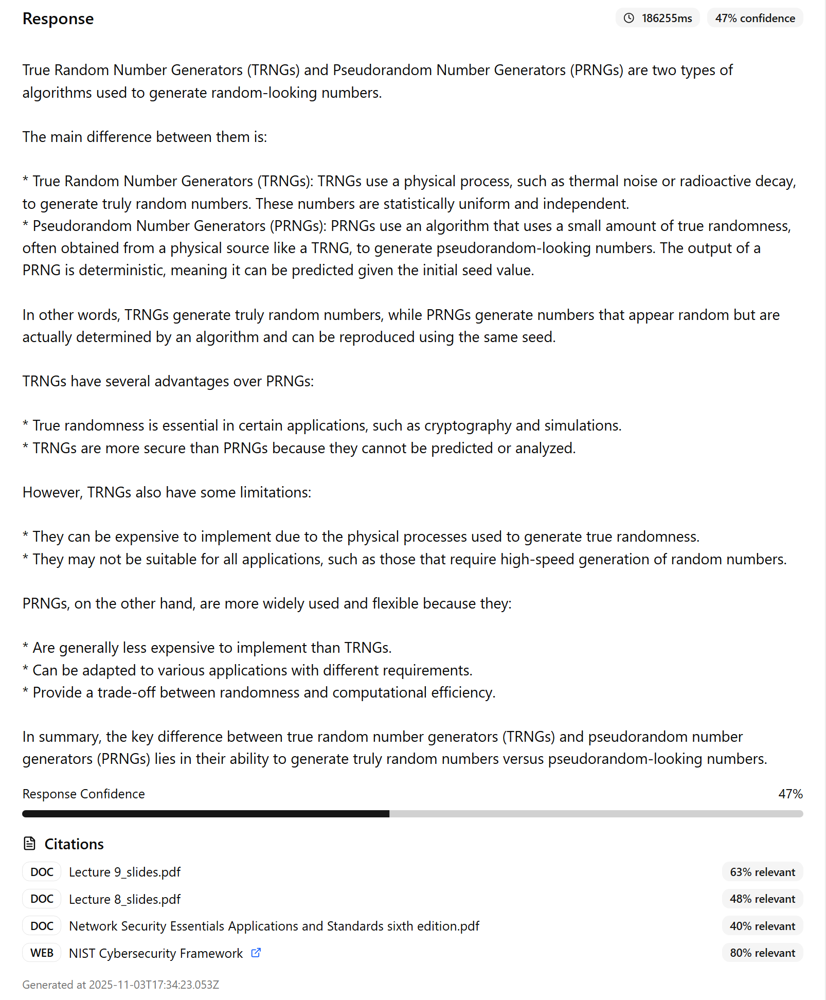 Response
186255ms
47% confidence
True Random Number Generators (TRNGs) and Pseudorandom Number Generators (PRNGs) are two types of
algorithms used to generate random-looking numbers.
The main difference between them is:
* True Random Number Generators (TRNGs): TRNGs use a physical process, such as thermal noise or radioactive decay,
to generate truly random numbers. These numbers are statistically uniform and independent.
* Pseudorandom Number Generators (PRNGs): PRNGs use an algorithm that uses a small amount of true randomness,
often obtained from a physical source like a TRNG, to generate pseudorandom-looking numbers. The output of a
PRNG is deterministic, meaning it can be predicted given the initial seed value.
In other words, TRNGs generate truly random numbers, while PRNGs generate numbers that appear random but are
actually determined by an algorithm and can be reproduced using the same seed.
TRNGs have several advantages over PRNGs:
* True randomness is essential in certain applications, such as cryptography and simulations.
* TRNGs are more secure than PRNGs because they cannot be predicted or analyzed.
However, TRNGs also have some limitations:
* They can be expensive to implement due to the physical processes used to generate true randomness.
* They may not be suitable for all applications, such as those that require high-speed generation of random numbers.
PRNGs, on the other hand, are more widely used and flexible because they:
* Are generally less expensive to implement than TRNGs.
* Can be adapted to various applications with different requirements.
* Provide a trade-off between randomness and computational efficiency.
In summary, the key difference between true random number generators (TRNGs) and pseudorandom number
generators (PRNGs) lies in their ability to generate truly random numbers versus pseudorandom-looking numbers.
Response Confidence
47%
Citations
DOC Lecture 9_slides.pdf 63% relevant
DOC Lecture 8_slides.pdf 48% relevant
DOC Network Security Essentials Applications and Standards sixth edition.pdf 40% relevant
WEB NIST Cybersecurity Framework 80% relevant
Generated at 2025-11-03T17:34:23.053Z